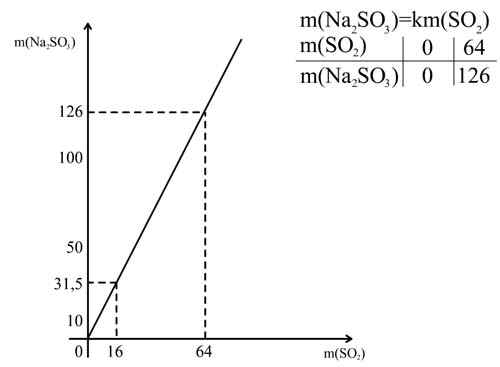 m(Na₂SO₃)=km(SO₂)
m(SO₂) 0 64
m(Na₂SO₃) 0 126
m(Na₂SO₃)
126
100
50
31,5
10
0 16 64 m(SO₂)